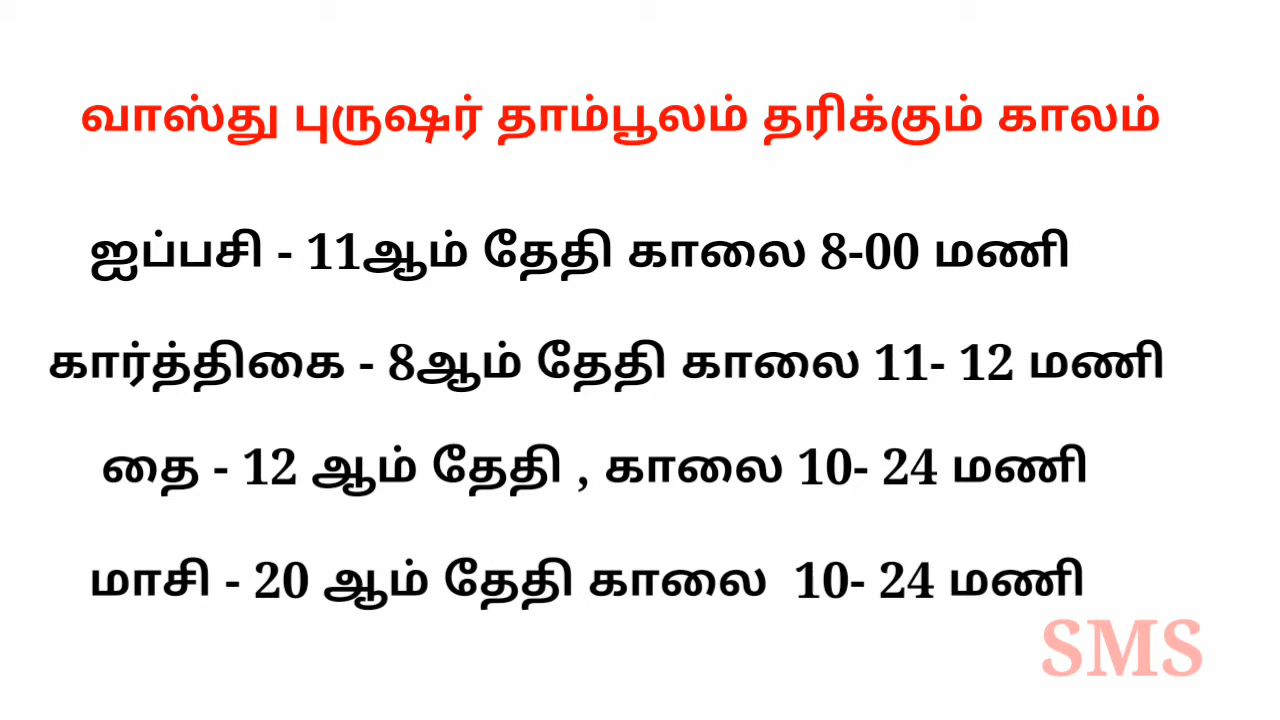 வாஸ்து புருஷர் தாம்பூலம் தரிக்கும் காலம்
ஐப்பசி - 11ஆம் தேதி காலை 8-00 மணி
கார்த்திகை - 8ஆம் தேதி காலை 11- 12 மணி
தை - 12 ஆம் தேதி , காலை 10- 24 மணி
மாசி - 20 ஆம் தேதி காலை 10- 24 மணி
SMS